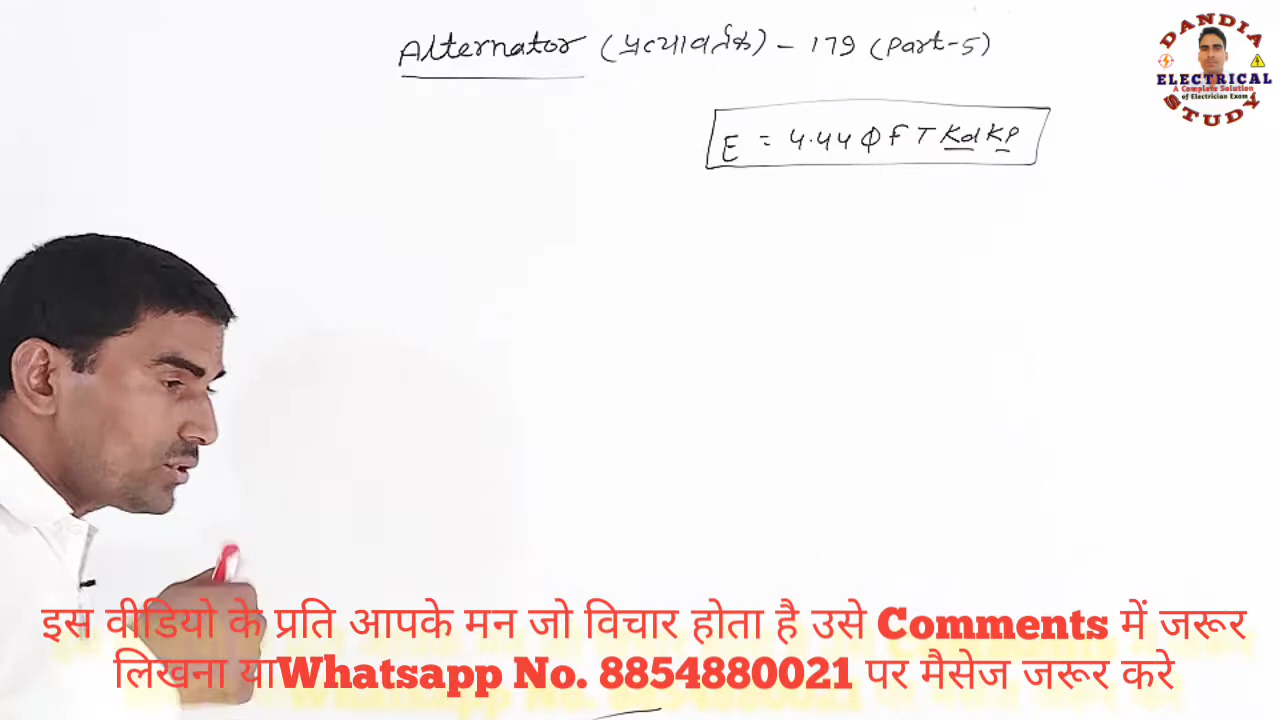 Alternator (प्रत्यावर्तक) - 179 (Part-5)
DANDIA
ELECTRICAL
A Complete Solution
of Electrician Exam
STUDY
E = 4.44 Φ F T Kd KP
इस वीडियो के प्रति आपके मन जो विचार होता है उसे Comments में जरूर
लिखना याWhatsapp No. 8854880021 पर मैसेज जरूर करे